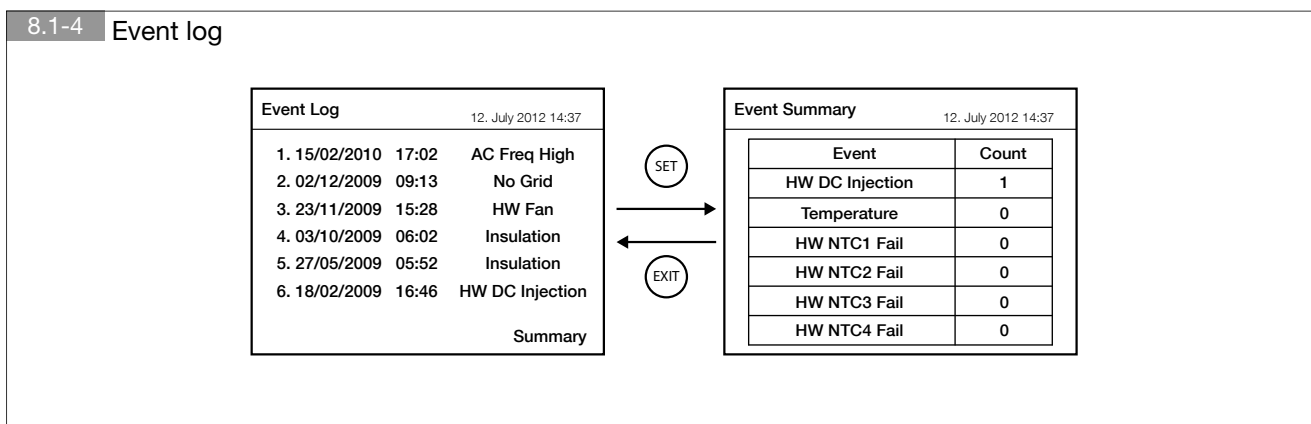 8.1-4 Event log
Event Log 12. July 2012 14:37
1. 15/02/2010 17:02 AC Freq High
2. 02/12/2009 09:13 No Grid
3. 23/11/2009 15:28 HW Fan
4. 03/10/2009 06:02 Insulation
5. 27/05/2009 05:52 Insulation
6. 18/02/2009 16:46 HW DC Injection
Summary
SET
EXIT
Event Summary 12. July 2012 14:37
Event Count
HW DC Injection 1
Temperature 0
HW NTC1 Fail 0
HW NTC2 Fail 0
HW NTC3 Fail 0
HW NTC4 Fail 0